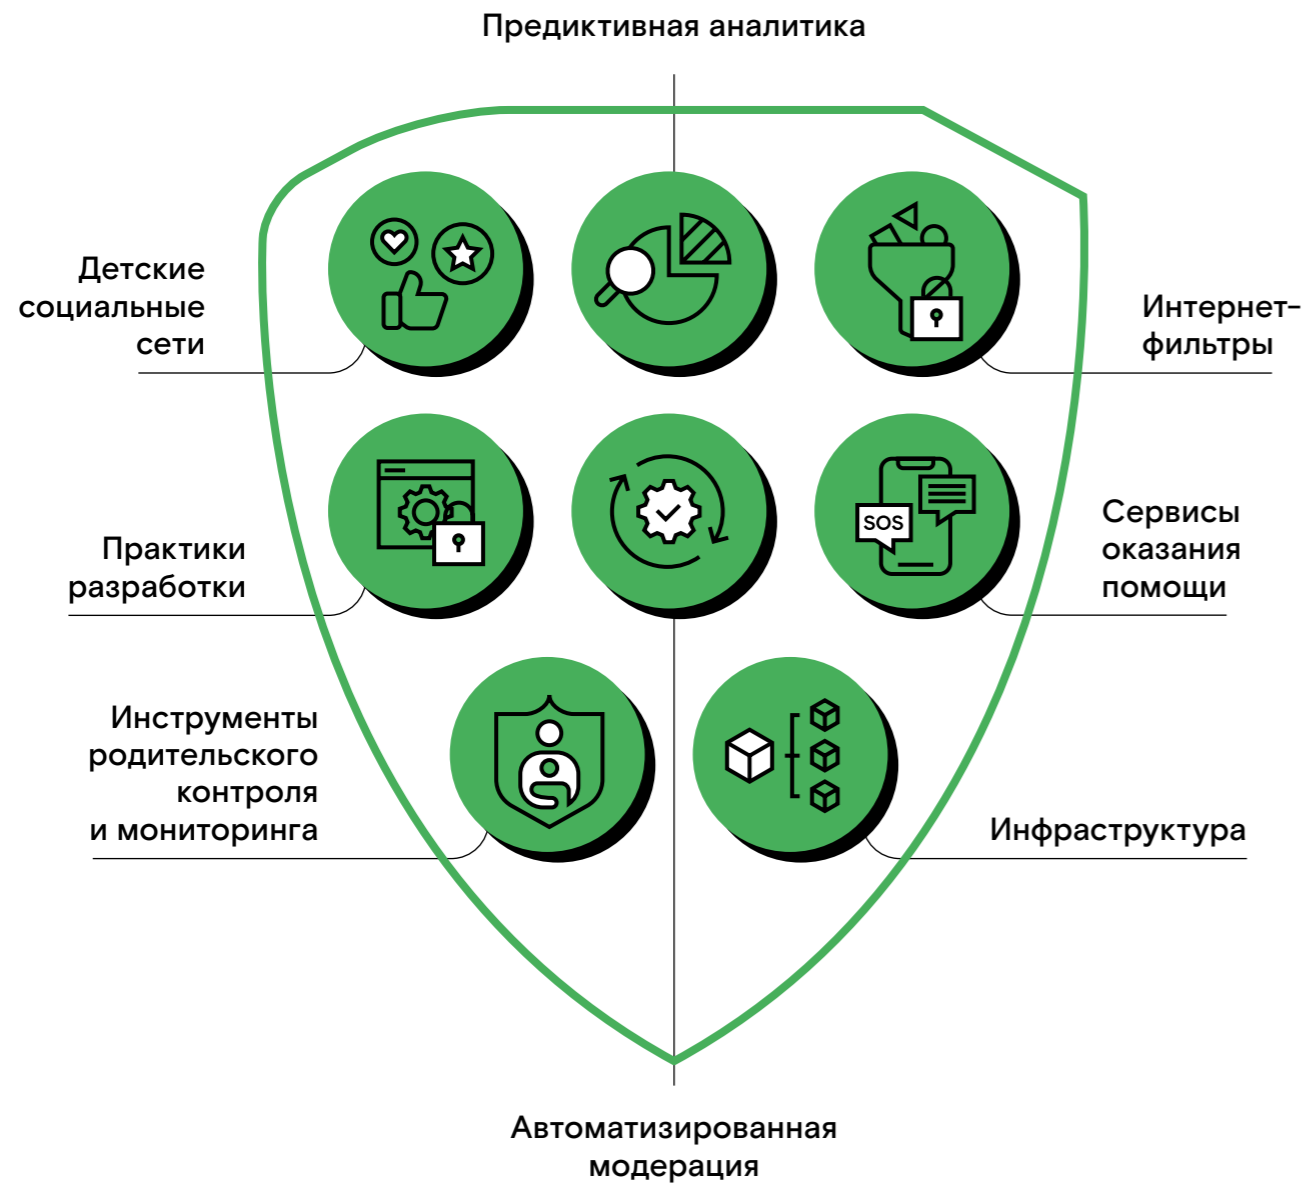 Предиктивная аналитика
Детские
социальные
сети
Интернет-
фильтры
Практики
разработки
SOS
Сервисы
оказания
помощи
Инструменты
родительского
контроля
и мониторинга
Инфраструктура
Автоматизированная
модерация